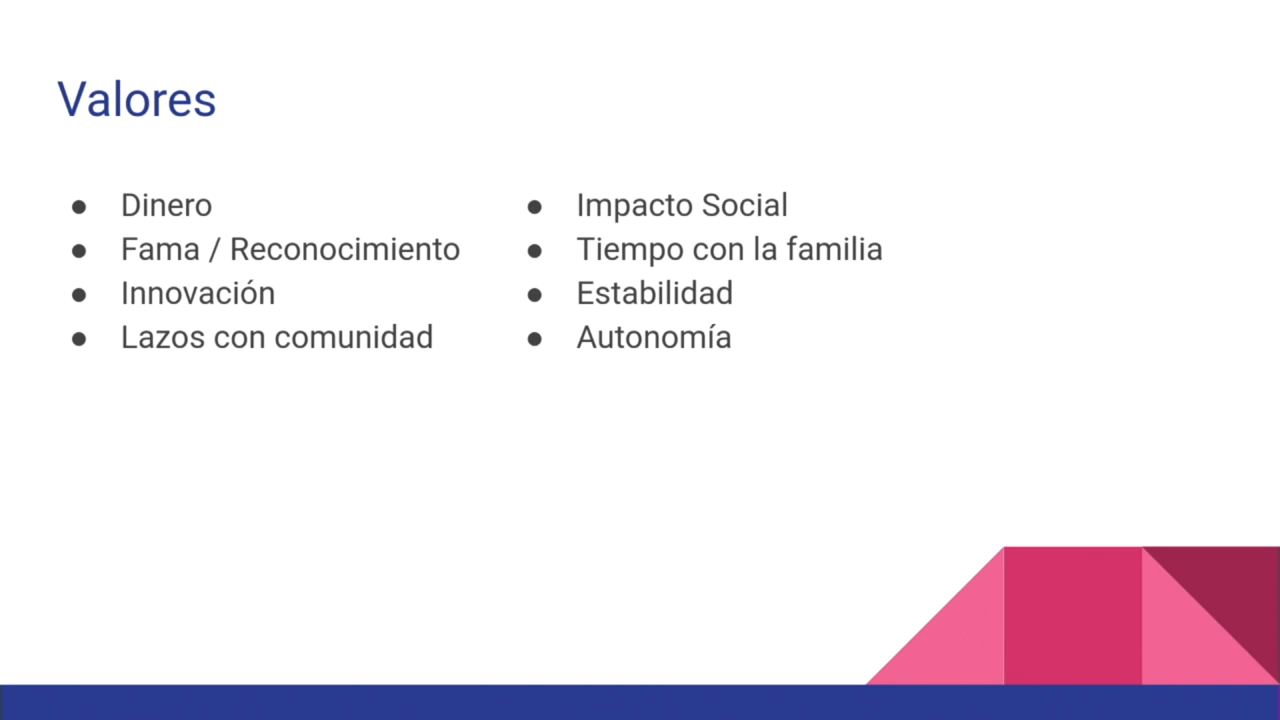 Valores
● Dinero
● Fama / Reconocimiento
● Innovación
● Lazos con comunidad
● Impacto Social
● Tiempo con la familia
● Estabilidad
● Autonomía